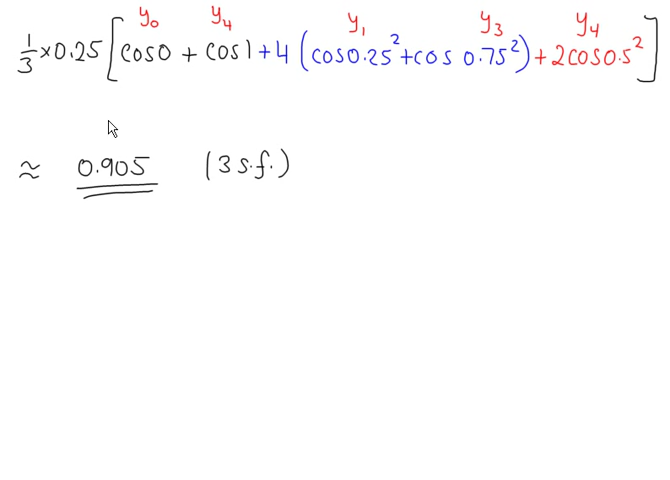 y₀ y₄ y₁ y₃ y₄
1/3 × 0.25 [cos0 + cos1 + 4 (cos0.25² + cos 0.75²) + 2cos0.5²]
≈ 0.905 (3 s.f.)